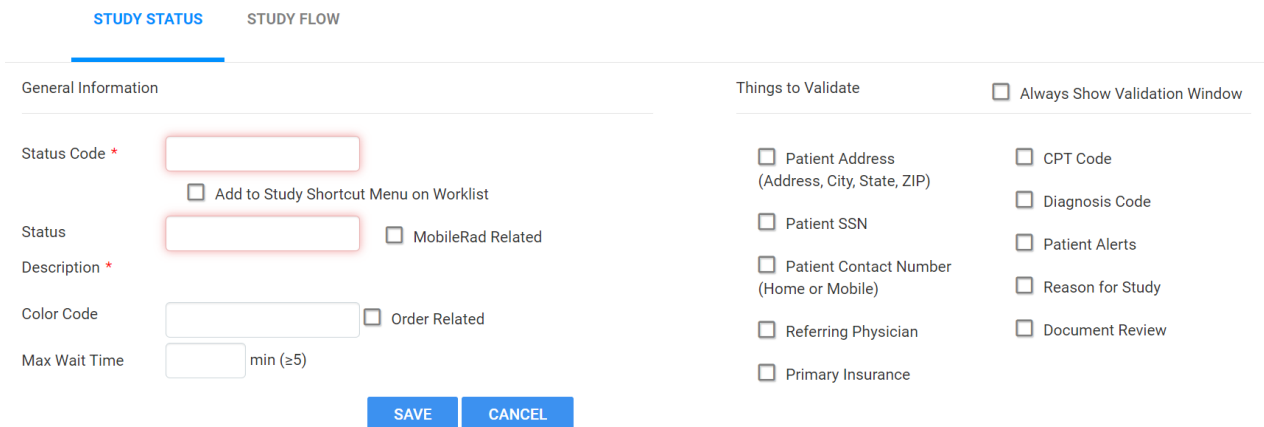 STUDY STATUS STUDY FLOW
General Information
Status Code *
Add to Study Shortcut Menu on Worklist
Status
Description *
MobileRad Related
Color Code
Order Related
Max Wait Time min (≥5)
SAVE CANCEL
Things to Validate
Always Show Validation Window
Patient Address
(Address, City, State, ZIP)
Patient SSN
Patient Contact Number
(Home or Mobile)
Referring Physician
Primary Insurance
CPT Code
Diagnosis Code
Patient Alerts
Reason for Study
Document Review